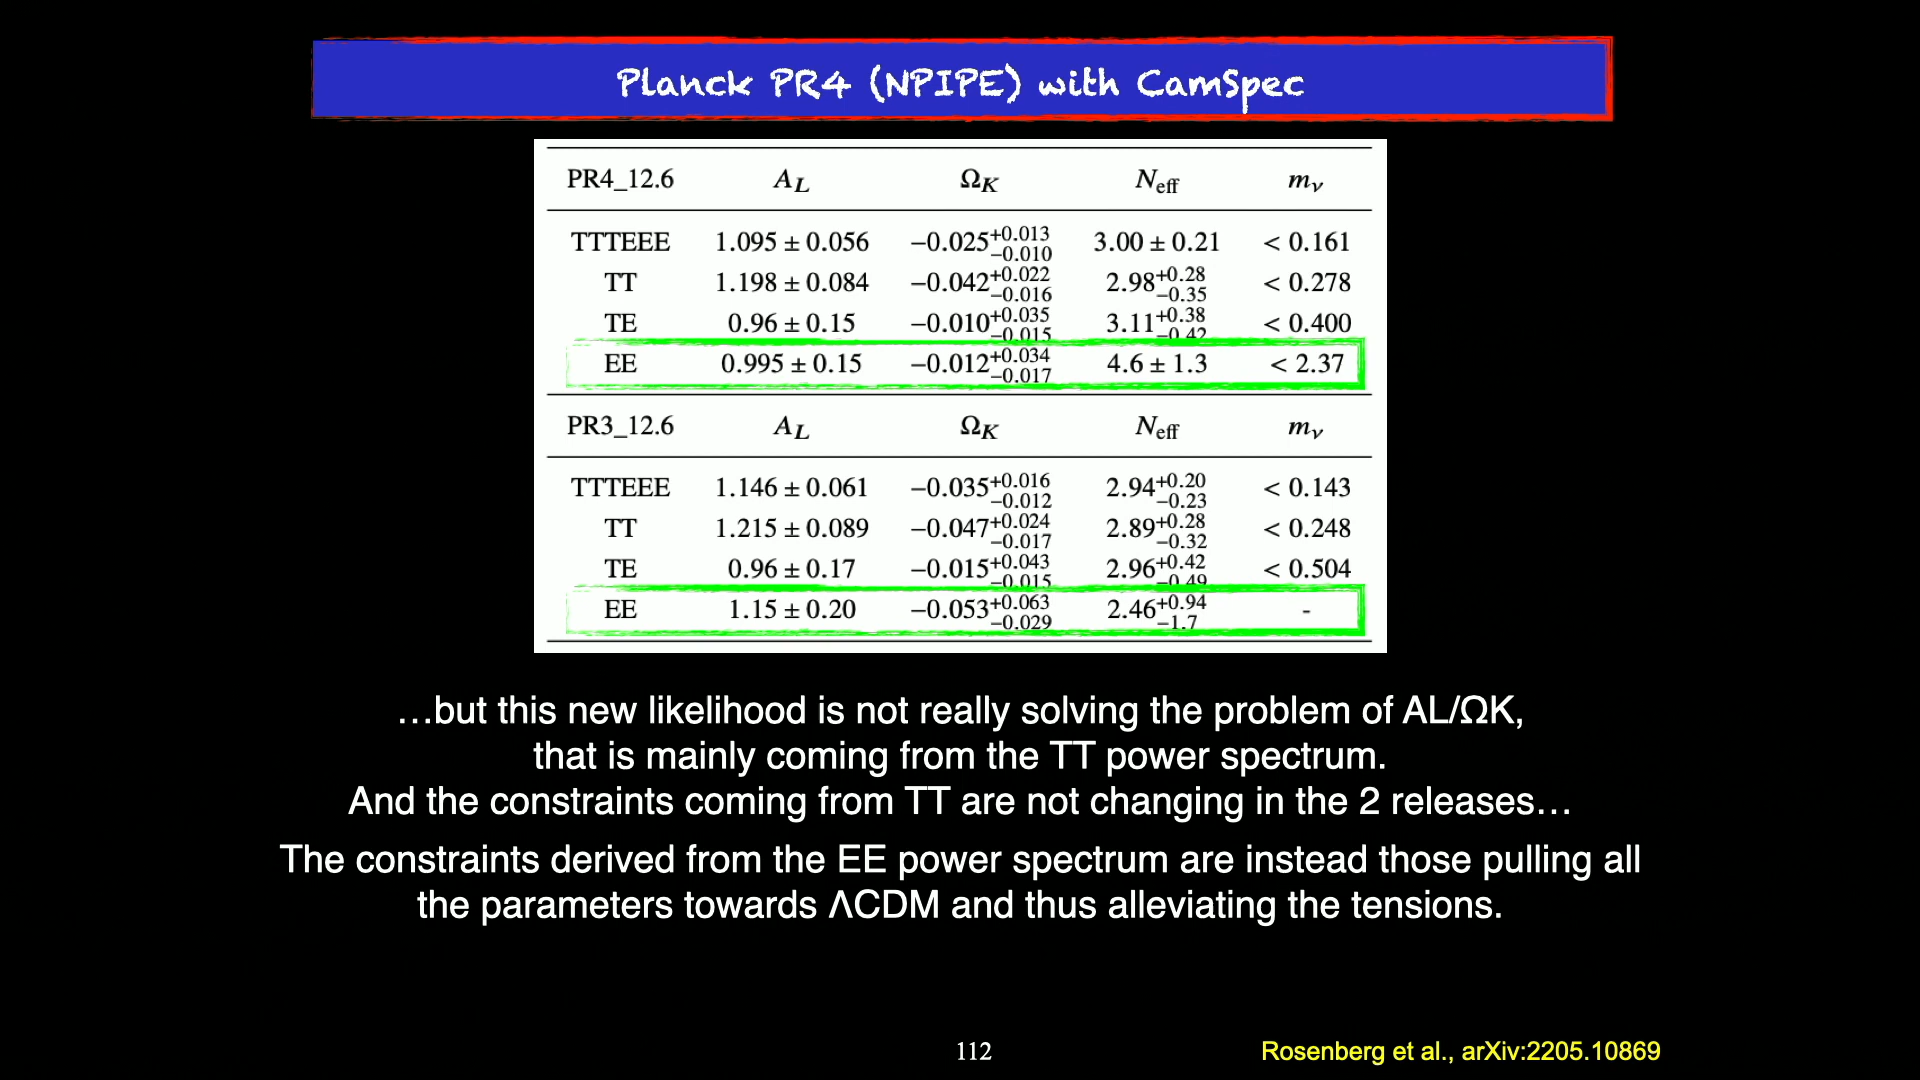 Planck PR4 (NPIPE) with CamSpec
PR4_12.6 A_L Ω_K N_eff m_ν
TTTEEE 1.095 ± 0.056 −0.025^{+0.013}_{−0.010} 3.00 ± 0.21 < 0.161
TT 1.198 ± 0.084 −0.042^{+0.022}_{−0.016} 2.98^{+0.28}_{−0.35} < 0.278
TE 0.96 ± 0.15 −0.010^{+0.035}_{−0.015} 3.11^{+0.38}_{−0.42} < 0.400
EE 0.995 ± 0.15 −0.012^{+0.034}_{−0.017} 4.6 ± 1.3 < 2.37
PR3_12.6 A_L Ω_K N_eff m_ν
TTTEEE 1.146 ± 0.061 −0.035^{+0.016}_{−0.012} 2.94^{+0.20}_{−0.23} < 0.143
TT 1.215 ± 0.089 −0.047^{+0.024}_{−0.017} 2.89^{+0.28}_{−0.32} < 0.248
TE 0.96 ± 0.17 −0.015^{+0.043}_{−0.015} 2.96^{+0.42}_{−0.49} < 0.504
EE 1.15 ± 0.20 −0.053^{+0.063}_{−0.029} 2.46^{+0.94}_{−1.7} -
…but this new likelihood is not really solving the problem of AL/ΩK,
that is mainly coming from the TT power spectrum.
And the constraints coming from TT are not changing in the 2 releases…
The constraints derived from the EE power spectrum are instead those pulling all
the parameters towards ΛCDM and thus alleviating the tensions.
112
Rosenberg et al., arXiv:2205.10869